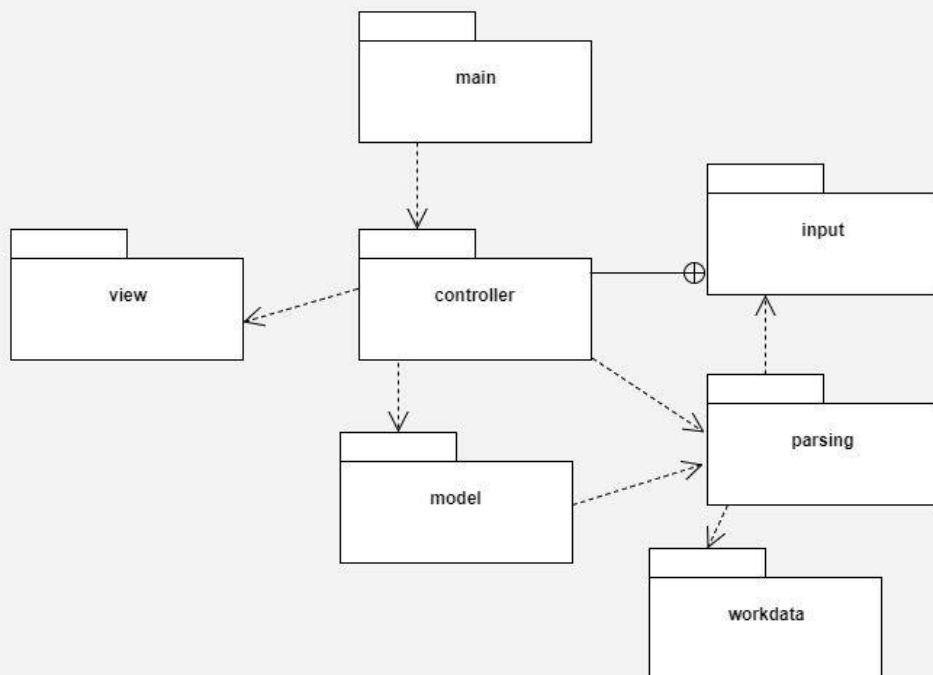 main
input
view
controller
parsing
model
workdata